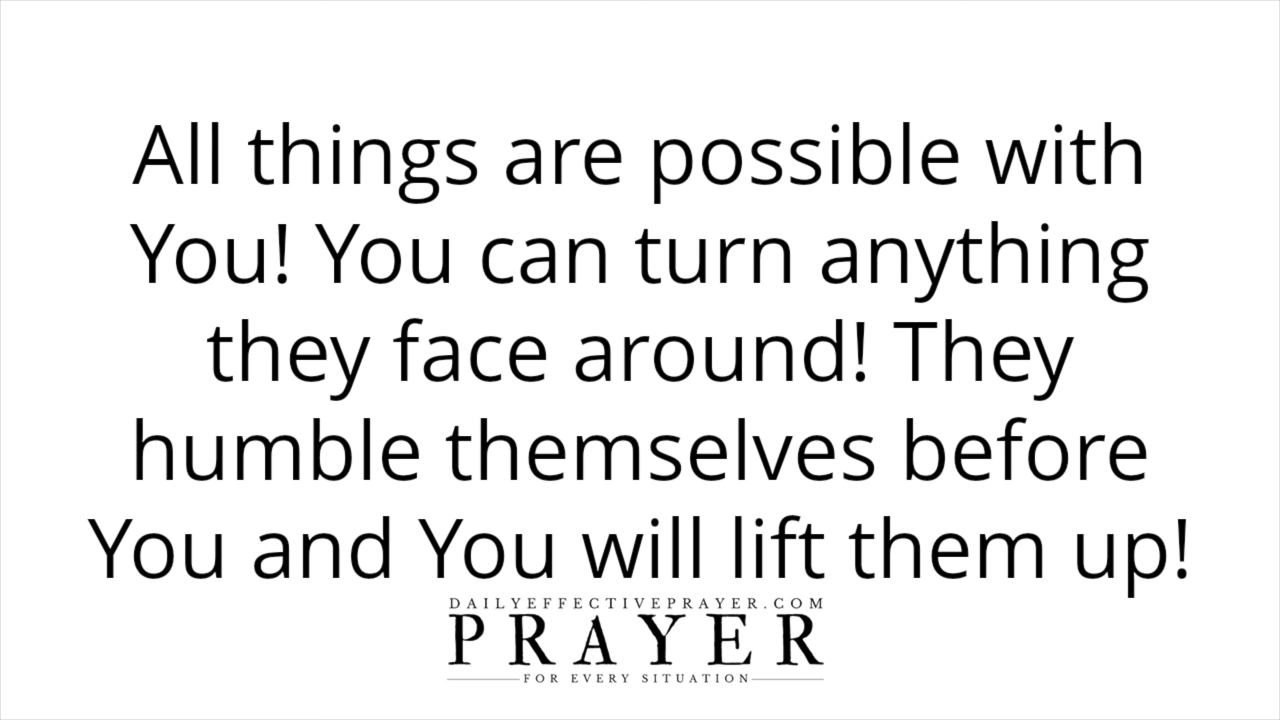 All things are possible with
You! You can turn anything
they face around! They
humble themselves before
You and You will lift them up!
DAILYEFFECTIVEPRAYER.COM
PRAYER
FOR EVERY SITUATION